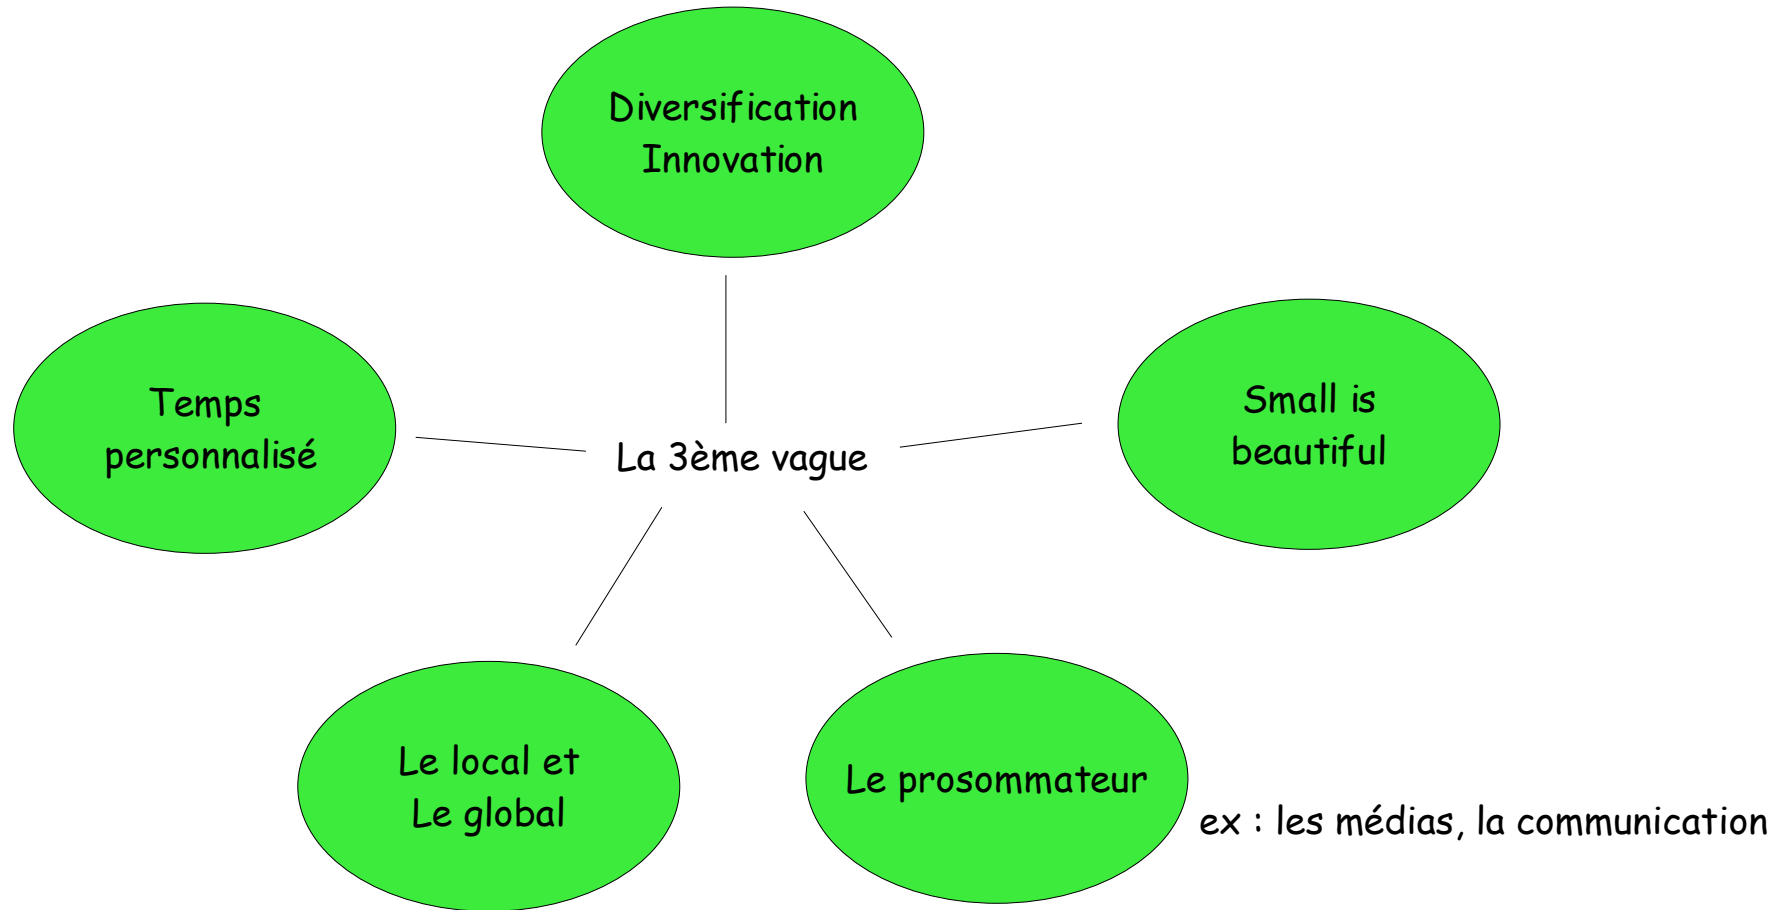 Diversification
Innovation
Temps
personnalisé
Small is
beautiful
La 3ème vague
Le local et
Le global
Le prosommateur
ex : les médias, la communication